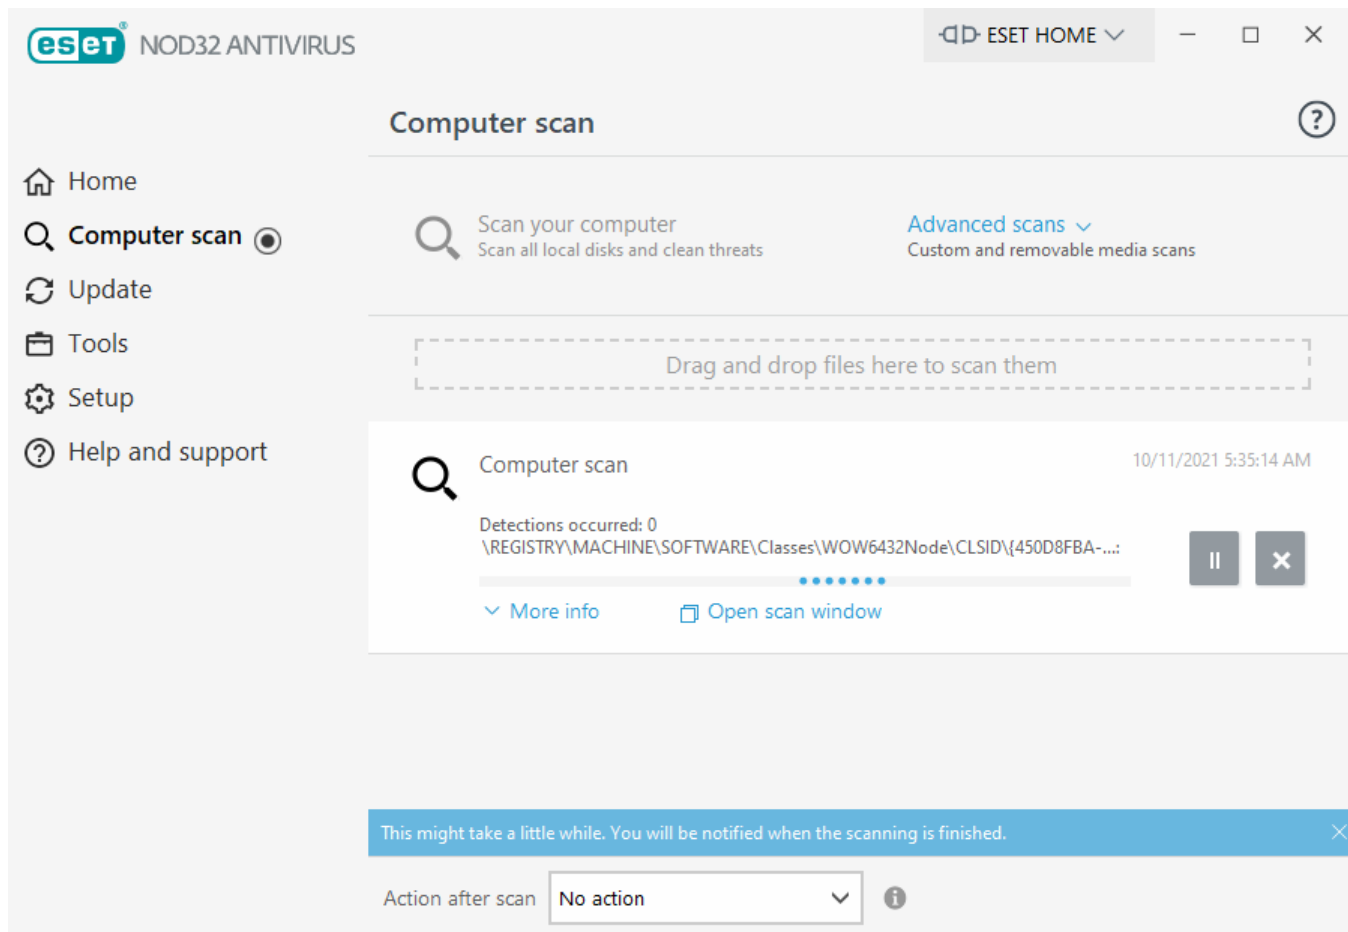 eset® NOD32 ANTIVIRUS
ESET HOME
Computer scan
?
Home
Computer scan
Update
Tools
Setup
Help and support
Scan your computer
Scan all local disks and clean threats
Advanced scans
Custom and removable media scans
Drag and drop files here to scan them
Computer scan
10/11/2021 5:35:14 AM
Detections occurred: 0
\REGISTRY\MACHINE\SOFTWARE\Classes\WOW6432Node\CLSID\{450D8FBA-...:
More info
Open scan window
This might take a little while. You will be notified when the scanning is finished.
Action after scan
No action